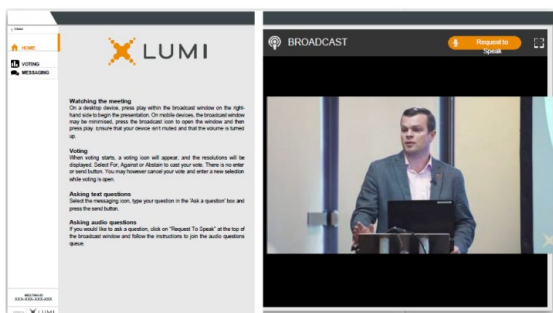 HOME
VOTING
MESSAGING
LUMI
Watching the meeting
On a desktop device, press play within the broadcast window on the right-
hand side to begin the presentation. On mobile devices, the broadcast window
may be minimised, press the broadcast icon to open the window and then
press play. Ensure that your device isn't muted and that the volume is turned
up.
Voting
When voting starts, a voting icon will appear, and the resolutions will be
displayed. Select For, Against or Abstain to cast your vote. There is no enter
or send button. You may however cancel your vote and enter a new selection
while voting is open.
Asking text questions
Select the messaging icon, type your question in the 'Ask a question' box and
press the send button.
Asking audio questions
If you would like to ask a question, click on "Request To Speak" at the top of
the broadcast window and follow the instructions to join the audio questions
queue.
MEETING ID
XXX-XXX-XXX-XXX
LUMI
BROADCAST
Request to
Speak